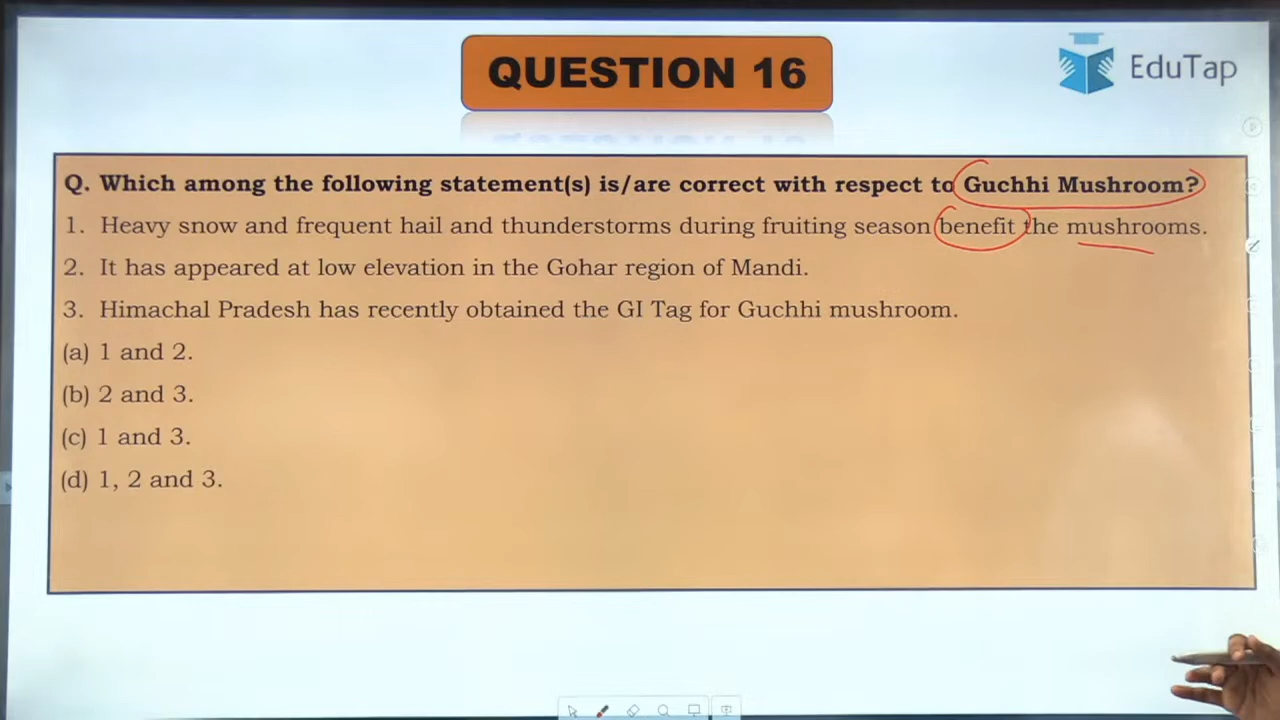 QUESTION 16
EduTap
Q. Which among the following statement(s) is/are correct with respect to Guchhi Mushroom?
1. Heavy snow and frequent hail and thunderstorms during fruiting season benefit the mushrooms.
2. It has appeared at low elevation in the Gohar region of Mandi.
3. Himachal Pradesh has recently obtained the GI Tag for Guchhi mushroom.
(a) 1 and 2.
(b) 2 and 3.
(c) 1 and 3.
(d) 1, 2 and 3.